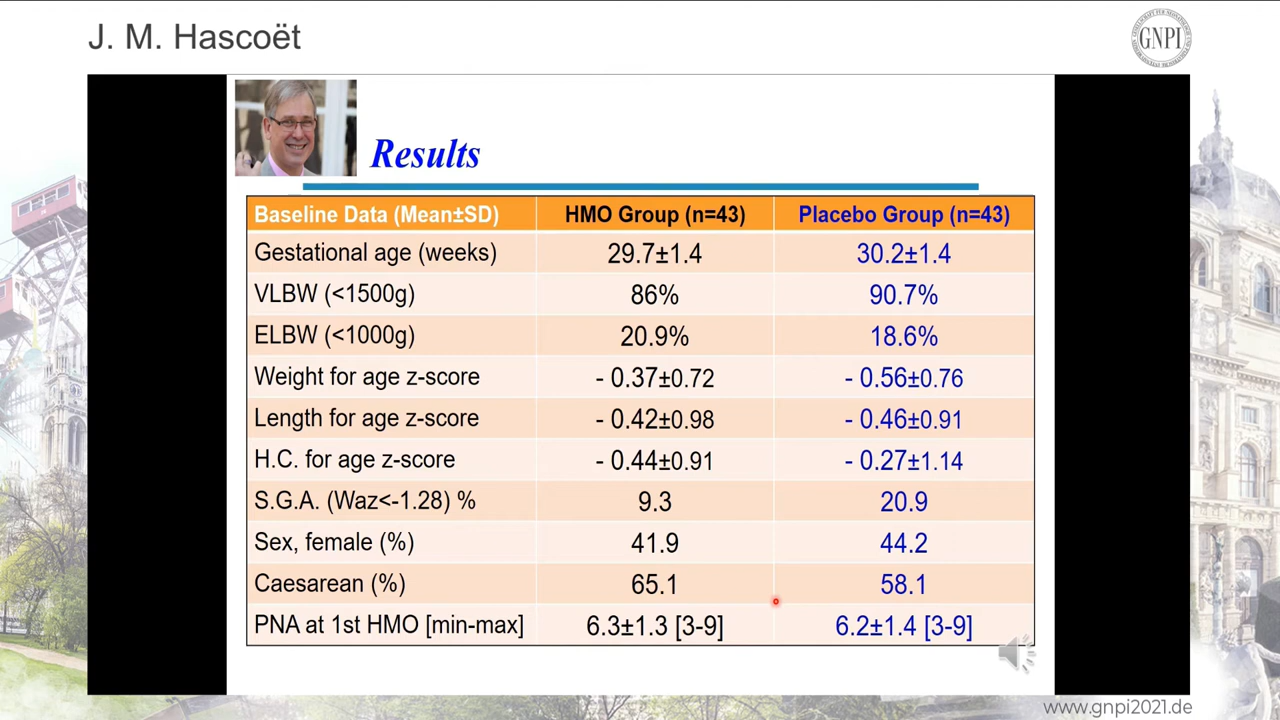 J. M. Hascoët
GNPI
Results
Baseline Data (Mean±SD) HMO Group (n=43) Placebo Group (n=43)
Gestational age (weeks) 29.7±1.4 30.2±1.4
VLBW (<1500g) 86% 90.7%
ELBW (<1000g) 20.9% 18.6%
Weight for age z-score - 0.37±0.72 - 0.56±0.76
Length for age z-score - 0.42±0.98 - 0.46±0.91
H.C. for age z-score - 0.44±0.91 - 0.27±1.14
S.G.A. (Waz<-1.28) % 9.3 20.9
Sex, female (%) 41.9 44.2
Caesarean (%) 65.1 58.1
PNA at 1st HMO [min-max] 6.3±1.3 [3-9] 6.2±1.4 [3-9]
www.gnpi2021.de